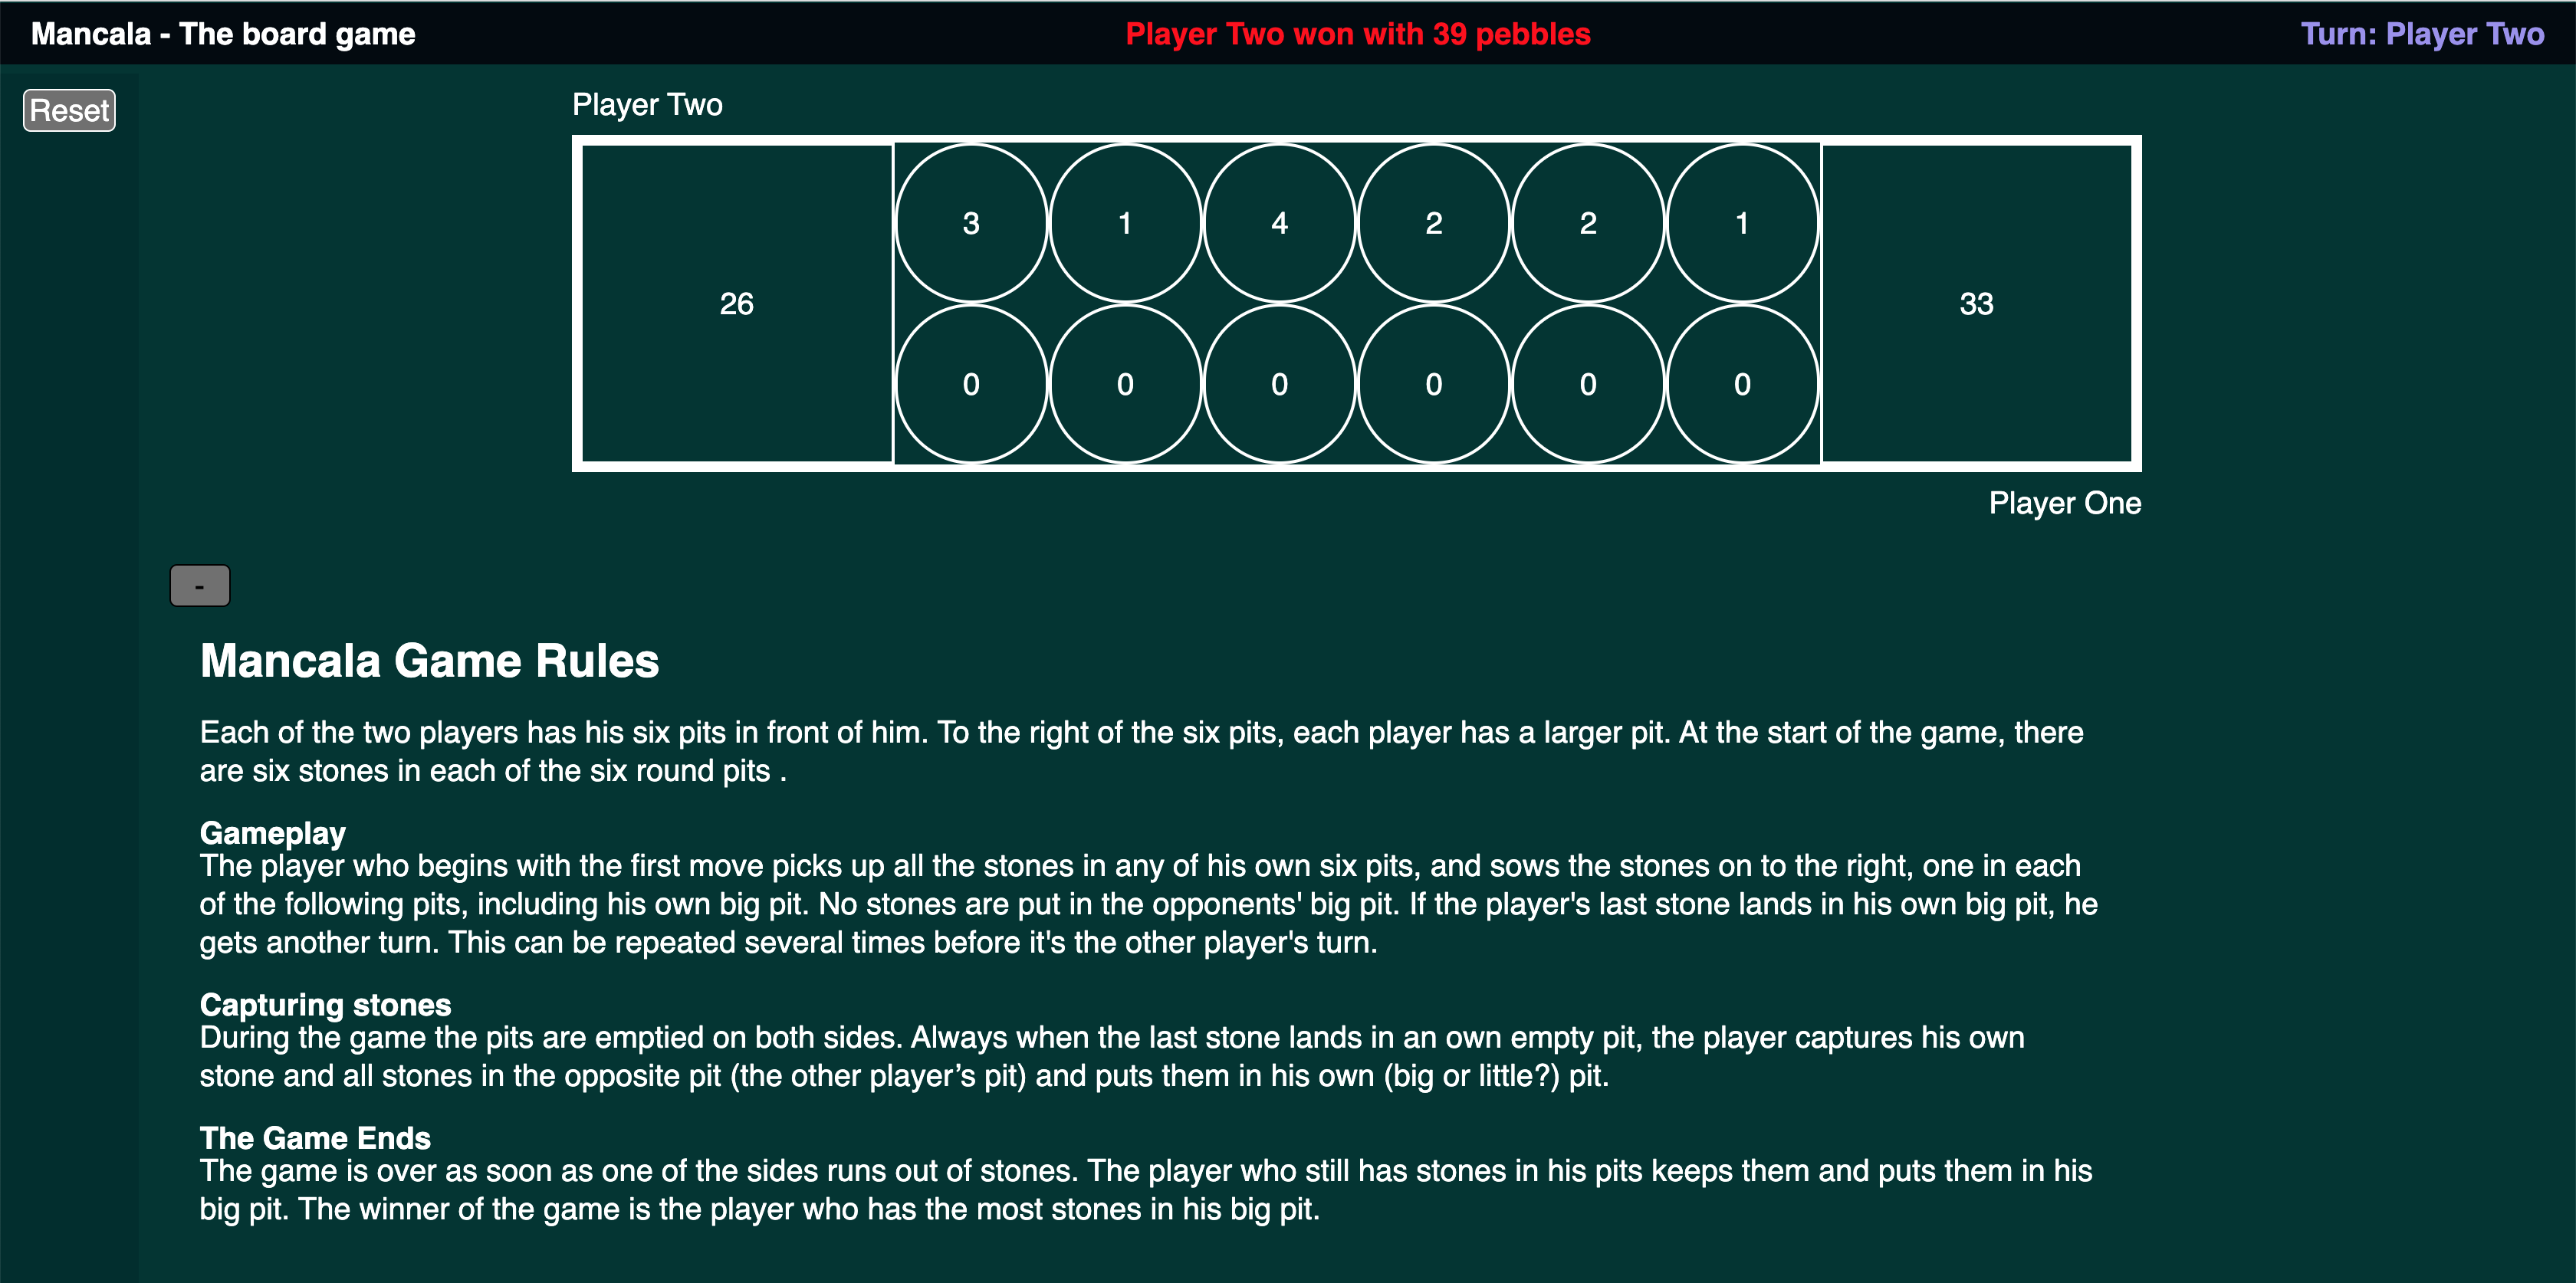 Mancala - The board game
Player Two won with 39 pebbles
Turn: Player Two
Reset
Player Two
3 1 4 2 2 1
26
33
0 0 0 0 0 0
Player One
-
Mancala Game Rules
Each of the two players has his six pits in front of him. To the right of the six pits, each player has a larger pit. At the start of the game, there
are six stones in each of the six round pits .
Gameplay
The player who begins with the first move picks up all the stones in any of his own six pits, and sows the stones on to the right, one in each
of the following pits, including his own big pit. No stones are put in the opponents' big pit. If the player's last stone lands in his own big pit, he
gets another turn. This can be repeated several times before it's the other player's turn.
Capturing stones
During the game the pits are emptied on both sides. Always when the last stone lands in an own empty pit, the player captures his own
stone and all stones in the opposite pit (the other player’s pit) and puts them in his own (big or little?) pit.
The Game Ends
The game is over as soon as one of the sides runs out of stones. The player who still has stones in his pits keeps them and puts them in his
big pit. The winner of the game is the player who has the most stones in his big pit.